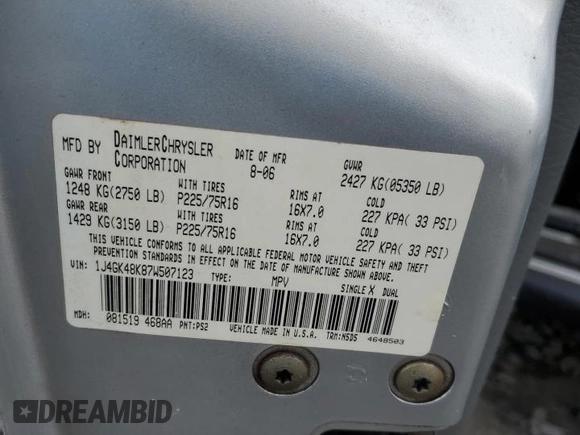 MFD BY DAIMLERCHRYSLER CORPORATION DATE OF MFR 8-06 GVWR 2427 KG(05350 LB)
GAWR FRONT WITH TIRES RIMS AT COLD
1248 KG(2750 LB) P225/75R16 16X7.0 227 KPA( 33 PSI)
GAWR REAR WITH TIRES RIMS AT COLD
1429 KG(3150 LB) P225/75R16 16X7.0 227 KPA( 33 PSI)
THIS VEHICLE CONFORMS TO ALL APPLICABLE FEDERAL MOTOR VEHICLE SAFETY AND THEFT
PREVENTION STANDARDS IN EFFECT ON THE DATE OF MANUFACTURE SHOWN ABOVE.
VIN: 1J4GK48K87W507123 TYPE: MPV SINGLE X DUAL
MDH: 081519 468AA PNT:PS2 VEHICLE MADE IN U.S.A. TRM:N5D5 4648503
DREAMBID